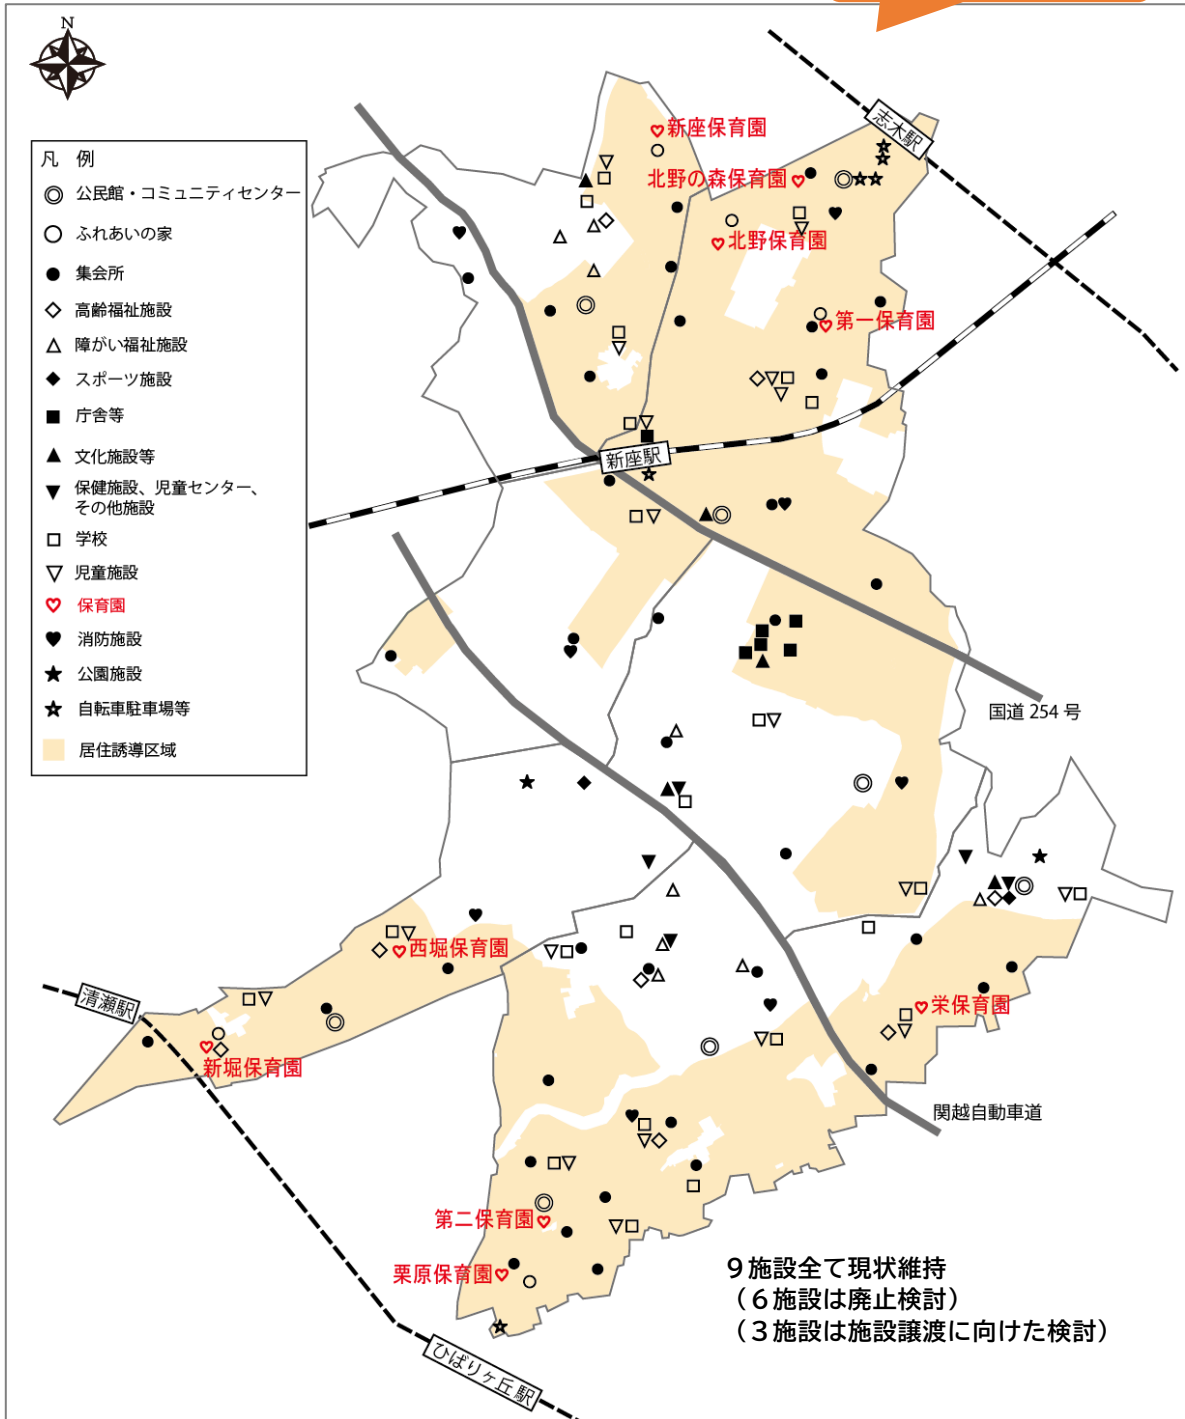 N
志木駅
新座保育園
北野の森保育園
北野保育園
第一保育園
凡 例
公民館・コミュニティセンター
ふれあいの家
集会所
高齢福祉施設
障がい福祉施設
スポーツ施設
庁舎等
文化施設等
保健施設、児童センター、
その他施設
学校
児童施設
保育園
消防施設
公園施設
自転車駐車場等
居住誘導区域
新座駅
国道 254 号
西堀保育園
清瀬駅
新堀保育園
栄保育園
関越自動車道
第二保育園
栗原保育園
ひばりヶ丘駅
9施設全て現状維持
（6施設は廃止検討）
（3施設は施設譲渡に向けた検討）